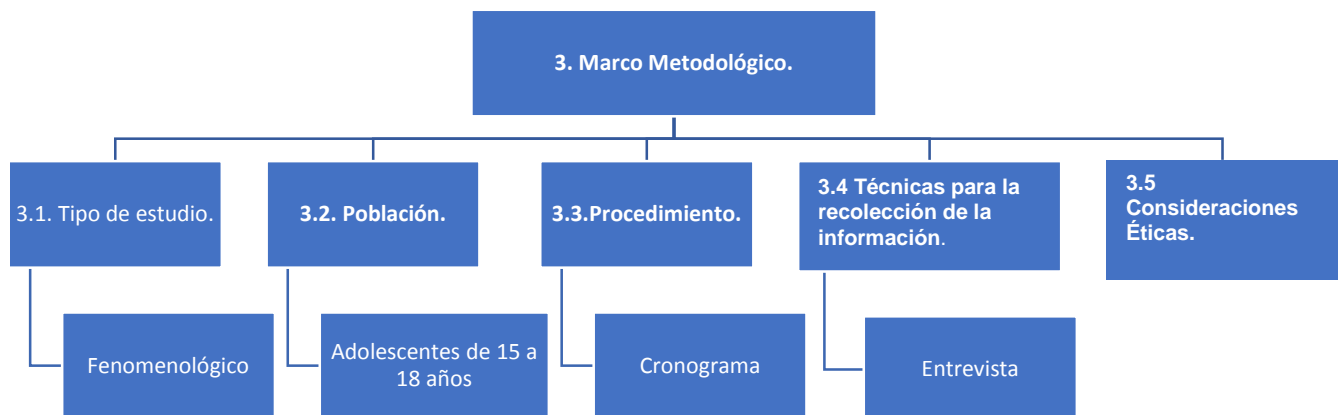 3. Marco Metodológico.
3.1. Tipo de estudio.
3.2. Población.
3.3.Procedimiento.
3.4 Técnicas para la
recolección de la
información.
3.5
Consideraciones
Éticas.
Fenomenológico
Adolescentes de 15 a
18 años
Cronograma
Entrevista